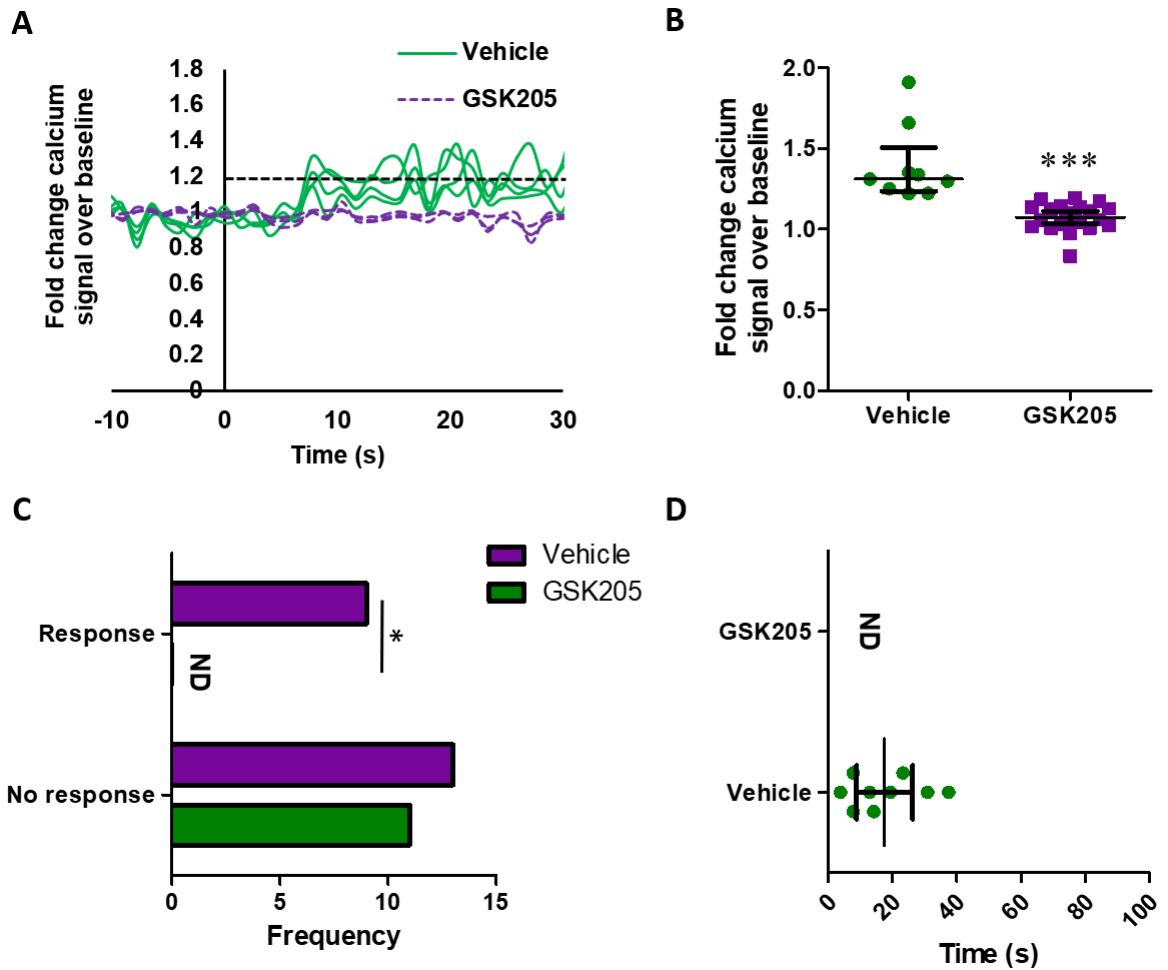 A
Vehicle
GSK205
Fold change calcium
signal over baseline
1.8
1.6
1.4
1.2
1
0.8
0.6
0.4
0.2
0
-10
0
10
20
30
Time (s)
B
Fold change calcium
signal over baseline
2.0
1.5
1.0
0.5
0.0
***
Vehicle
GSK205
C
Vehicle
GSK205
Response
*
ND
No response
0
5
10
15
Frequency
D
GSK205
ND
Vehicle
0
20
40
60
80
100
Time (s)